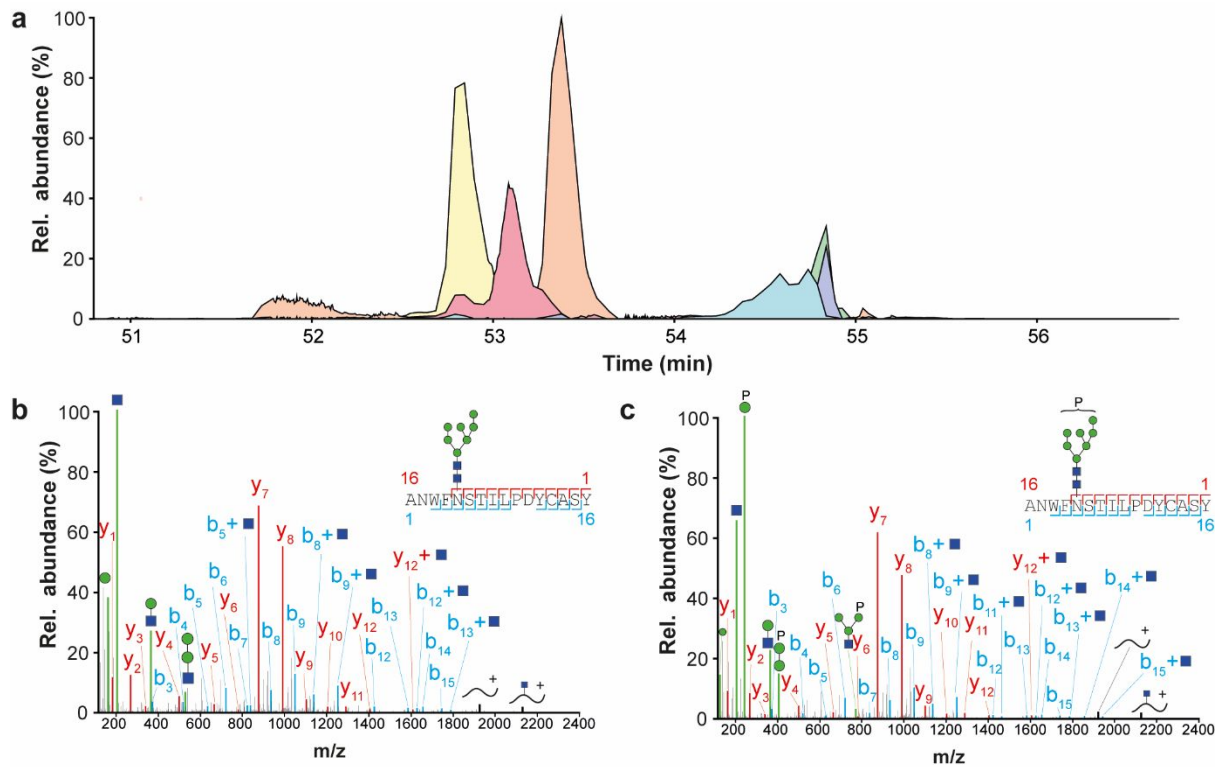 a
Rel. abundance (%)
100
80
60
40
20
0
51 52 53 54 55 56
Time (min)
b
Rel. abundance (%)
100
80
60
40
20
0
16 1
ANWFNSTILPDYCASY
1 16
y1
y2
y3
y4
b3
b4
b5
b6
y5
y6
b7
b5+
y7
b8
y8
b9
y9
b8+
b9+
y10
y11
y12
b12
b13
y12+
b12+
b14
b15
b13+
+
+
200 400 600 800 1000 1200 1400 1600 1800 2000 2200 2400
m/z
c
Rel. abundance (%)
100
80
60
40
20
0
P
P
16 1
ANWFNSTILPDYCASY
1 16
y1
y2
y3
b3
P
y4
b4
b5
y5
b6
P
y6
b7
y7
b8
y8
b9
y9
b8+
b9+
y10
y11
b11+
y12
b12
b13
y12+
b12+
b14
b13+
b15
b14+
+
b15+
+
200 400 600 800 1000 1200 1400 1600 1800 2000 2200 2400
m/z